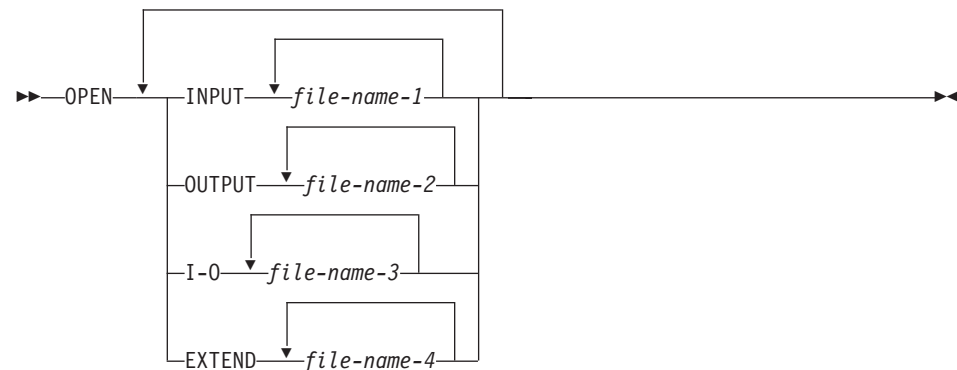 OPEN INPUT file-name-1
OUTPUT file-name-2
I-O file-name-3
EXTEND file-name-4